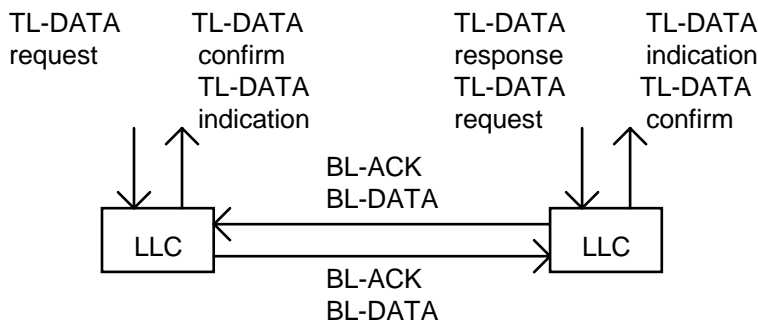 TL-DATA
request
TL-DATA
confirm
TL-DATA
indication
TL-DATA
response
TL-DATA
request
TL-DATA
indication
TL-DATA
confirm
BL-ACK
BL-DATA
LLC
LLC
BL-ACK
BL-DATA